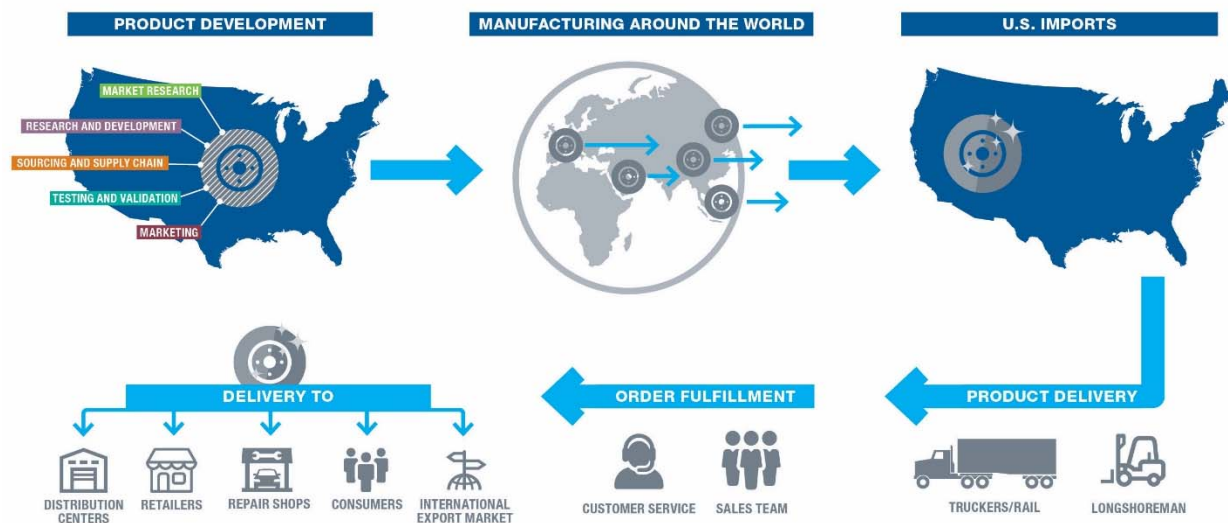 PRODUCT DEVELOPMENT
MANUFACTURING AROUND THE WORLD
U.S. IMPORTS
MARKET RESEARCH
RESEARCH AND DEVELOPMENT
SOURCING AND SUPPLY CHAIN
TESTING AND VALIDATION
MARKETING
DELIVERY TO
ORDER FULFILLMENT
PRODUCT DELIVERY
DISTRIBUTION
CENTERS
RETAILERS
REPAIR SHOPS
CONSUMERS
INTERNATIONAL
EXPORT MARKET
CUSTOMER SERVICE
SALES TEAM
TRUCKERS/RAIL
LONGSHOREMAN